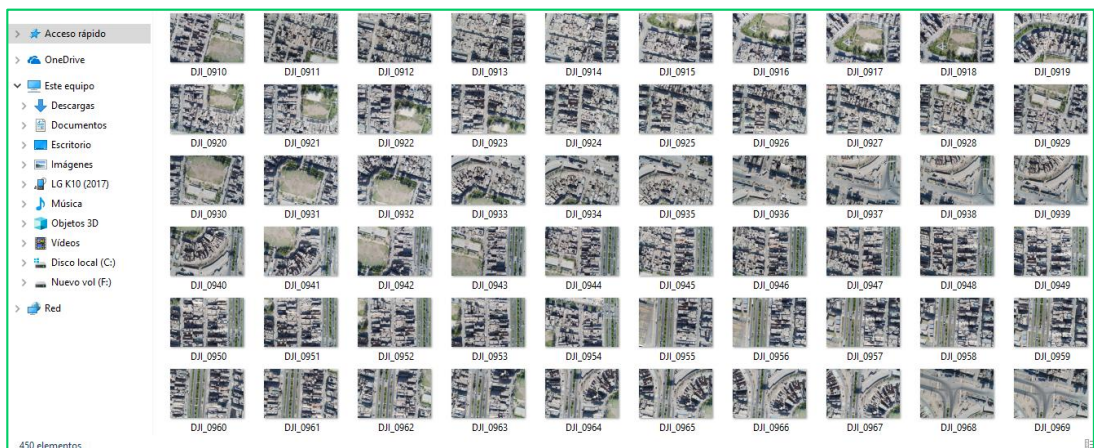 Acceso rápido
OneDrive
Este equipo
Descargas
Documentos
Escritorio
Imágenes
LG K10 (2017)
Música
Objetos 3D
Vídeos
Disco local (C:)
Nuevo vol (F:)
Red
DJI_0910 DJI_0911 DJI_0912 DJI_0913 DJI_0914 DJI_0915 DJI_0916 DJI_0917 DJI_0918 DJI_0919
DJI_0920 DJI_0921 DJI_0922 DJI_0923 DJI_0924 DJI_0925 DJI_0926 DJI_0927 DJI_0928 DJI_0929
DJI_0930 DJI_0931 DJI_0932 DJI_0933 DJI_0934 DJI_0935 DJI_0936 DJI_0937 DJI_0938 DJI_0939
DJI_0940 DJI_0941 DJI_0942 DJI_0943 DJI_0944 DJI_0945 DJI_0946 DJI_0947 DJI_0948 DJI_0949
DJI_0950 DJI_0951 DJI_0952 DJI_0953 DJI_0954 DJI_0955 DJI_0956 DJI_0957 DJI_0958 DJI_0959
DJI_0960 DJI_0961 DJI_0962 DJI_0963 DJI_0964 DJI_0965 DJI_0966 DJI_0967 DJI_0968 DJI_0969
450 elementos